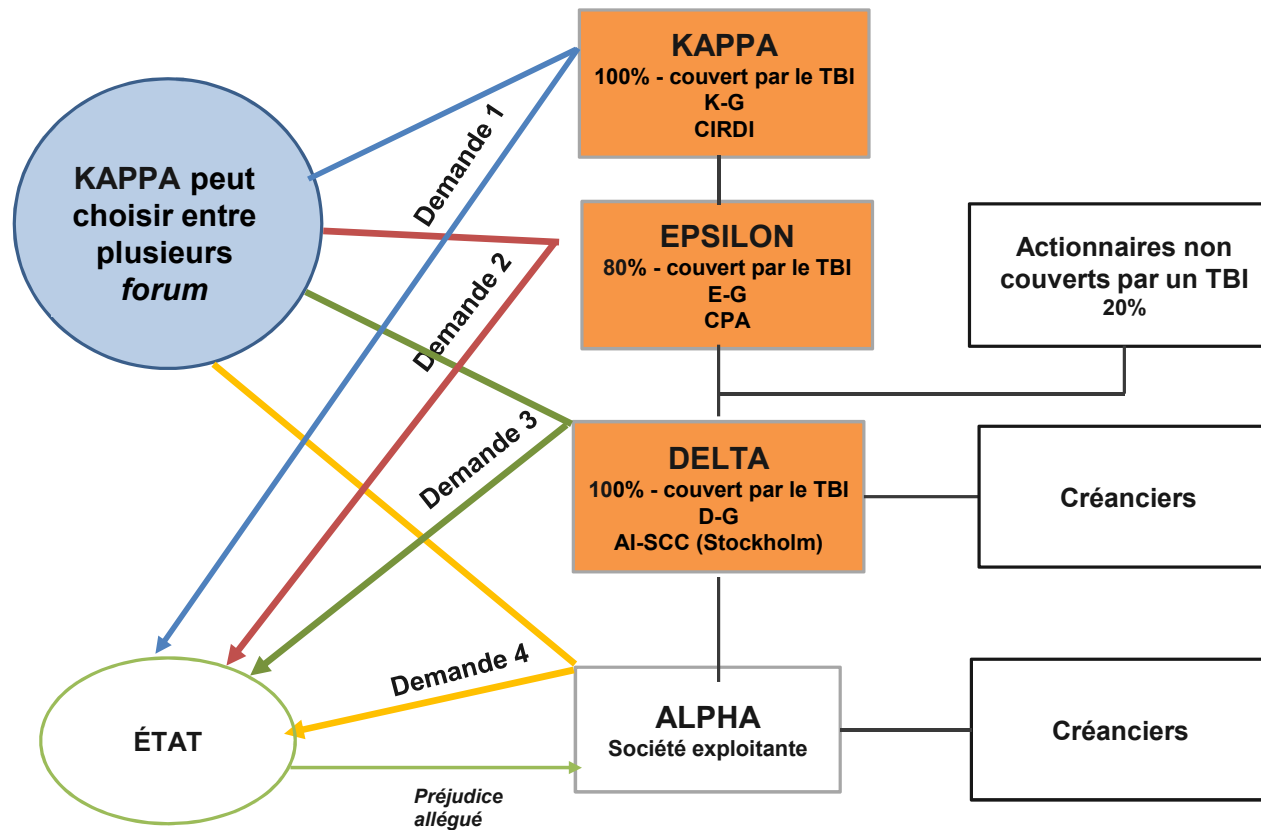 KAPPA
100% - couvert par le TBI
K-G
CIRDI
KAPPA peut
choisir entre
plusieurs
forum
Demande 1
EPSILON
80% - couvert par le TBI
E-G
CPA
Actionnaires non
couverts par un TBI
20%
Demande 2
Demande 3
DELTA
100% - couvert par le TBI
D-G
AI-SCC (Stockholm)
Créanciers
Demande 4
ÉTAT
ALPHA
Société exploitante
Créanciers
Préjudice
allégué